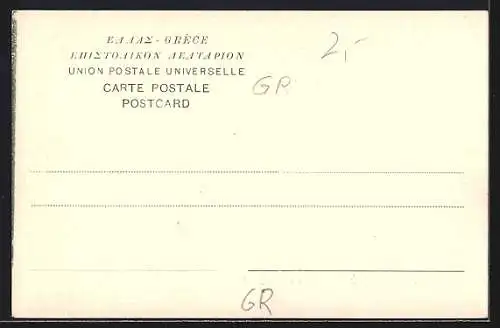 ΕΛΛΑΣ - GRÈCE
ΕΠΙΣΤΟΛΙΚΟΝ ΔΕΛΤΑΡΙΟΝ
UNION POSTALE UNIVERSELLE
CARTE POSTALE
POSTCARD
2,-
GR
GR